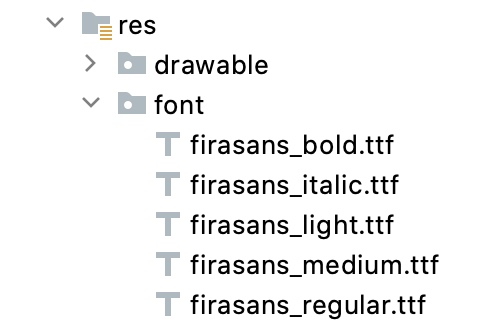 res
drawable
font
firasans_bold.ttf
firasans_italic.ttf
firasans_light.ttf
firasans_medium.ttf
firasans_regular.ttf